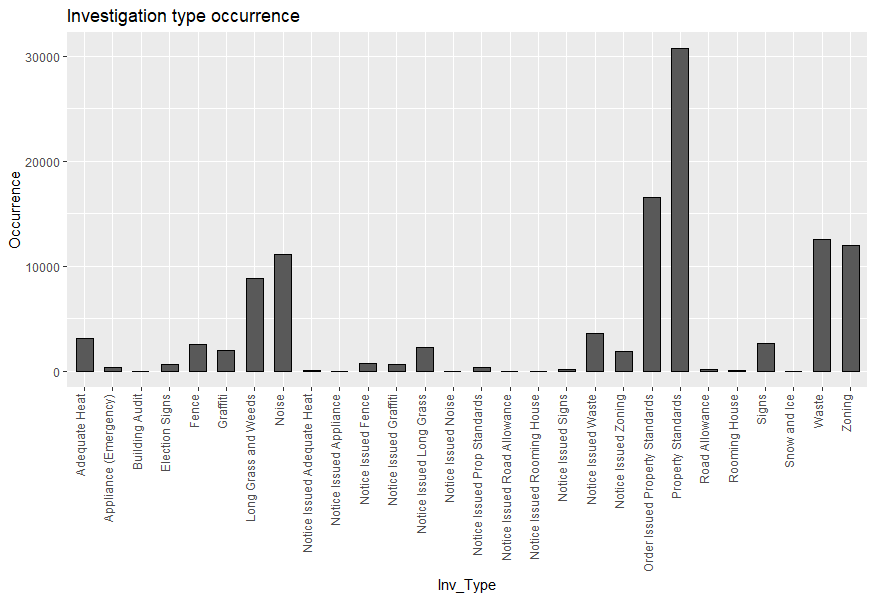 Investigation type occurrence
Occurrence
30000
20000
10000
0
Adequate Heat
Appliance (Emergency)
Building Audit
Election Signs
Fence
Graffiti
Long Grass and Weeds
Noise
Notice Issued Adequate Heat
Notice Issued Appliance
Notice Issued Fence
Notice Issued Graffiti
Notice Issued Long Grass
Notice Issued Noise
Notice Issued Prop Standards
Notice Issued Road Allowance
Notice Issued Rooming House
Notice Issued Signs
Notice Issued Waste
Notice Issued Zoning
Order Issued Property Standards
Property Standards
Road Allowance
Rooming House
Signs
Snow and Ice
Waste
Zoning
Inv_Type